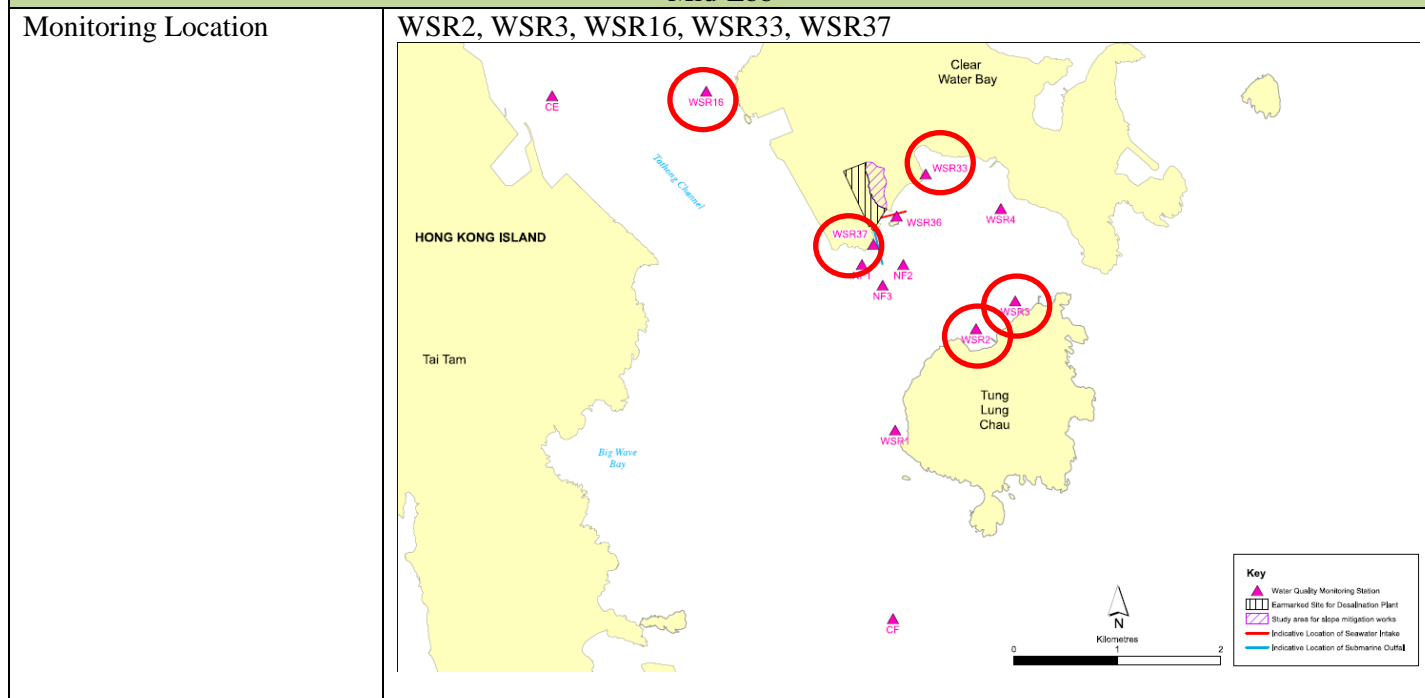 Mid-Ebb
Monitoring Location
WSR2, WSR3, WSR16, WSR33, WSR37
Clear
Water Bay
CE
WSR16
Tathong Channel
WSR33
WSR36
WSR4
HONG KONG ISLAND
WSR37
NF1
NF2
NF3
WSR3
WSR2
Tai Tam
Tung
Lung
Chau
WSR1
Big Wave
Bay
CF
N
Kilometres
0 1 2
Key
Water Quality Monitoring Station
Earmarked Site for Desalination Plant
Study area for slope mitigation works
Indicative Location of Seawater Intake
Indicative Location of Submarine Outfall